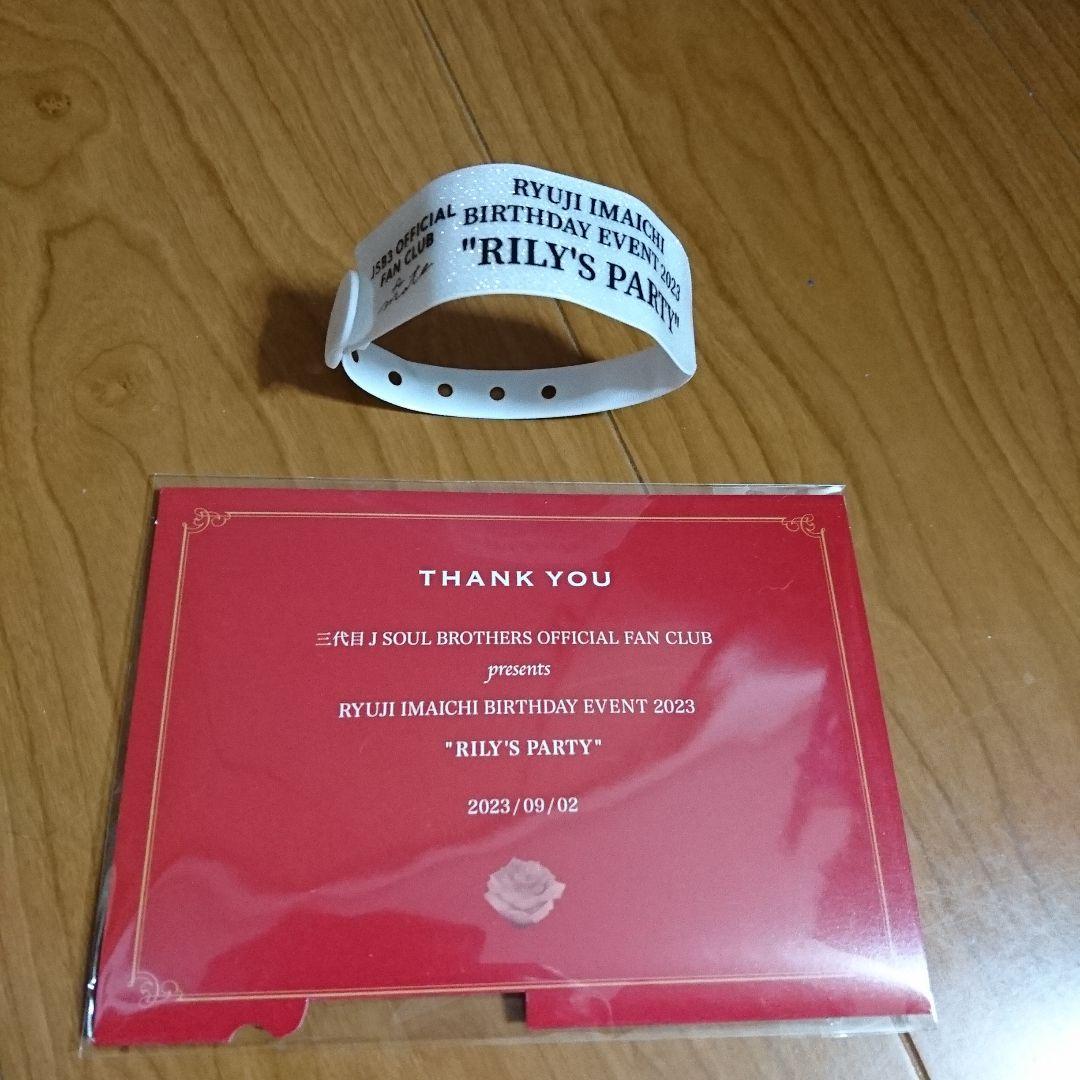 JSB3 OFFICIAL
FAN CLUB
mate
RYUJI IMAICHI
BIRTHDAY EVENT 2023
"RILY'S PARTY"
THANK YOU
三代目 J SOUL BROTHERS OFFICIAL FAN CLUB
presents
RYUJI IMAICHI BIRTHDAY EVENT 2023
"RILY'S PARTY"
2023/09/02